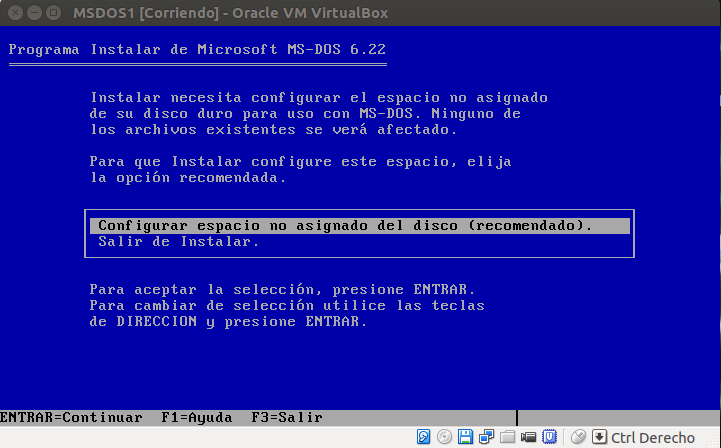 MSDOS1 [Corriendo] - Oracle VM VirtualBox
Programa Instalar de Microsoft MS-DOS 6.22
Instalar necesita configurar el espacio no asignado
de su disco duro para uso con MS-DOS. Ninguno de
los archivos existentes se verá afectado.
Para que Instalar configure este espacio, elija
la opción recomendada.
Configurar espacio no asignado del disco (recomendado).
Salir de Instalar.
Para aceptar la selección, presione ENTRAR.
Para cambiar de selección utilice las teclas
de DIRECCION y presione ENTRAR.
ENTRAR=Continuar  F1=Ayuda  F3=Salir
Ctrl Derecho